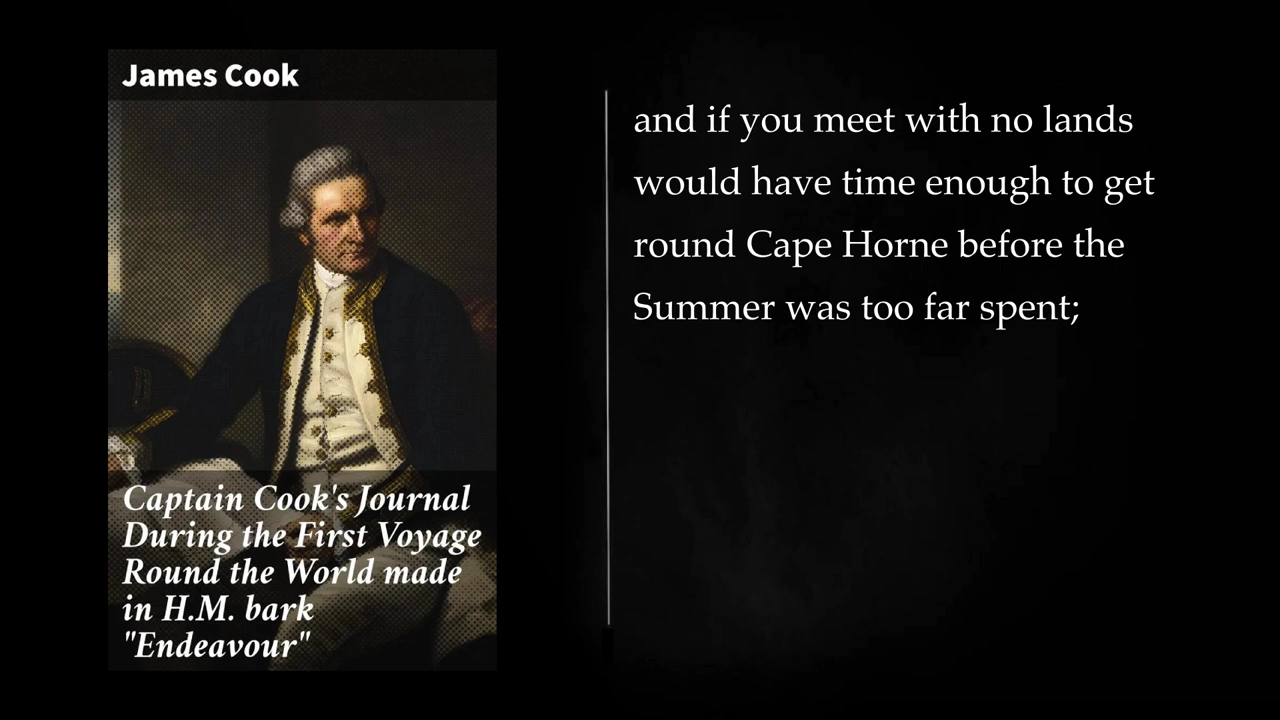 James Cook
Captain Cook's Journal
During the First Voyage
Round the World made
in H.M. bark
"Endeavour"
and if you meet with no lands
would have time enough to get
round Cape Horne before the
Summer was too far spent;